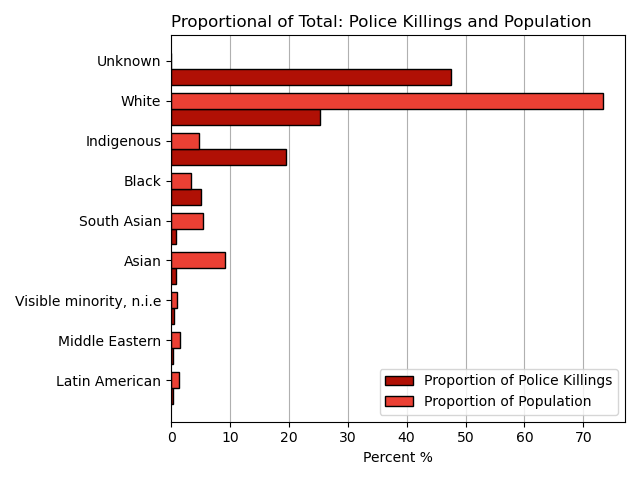 Proportional of Total: Police Killings and Population
Unknown
White
Indigenous
Black
South Asian
Asian
Visible minority, n.i.e
Middle Eastern
Latin American
Proportion of Police Killings
Proportion of Population
0 10 20 30 40 50 60 70
Percent %